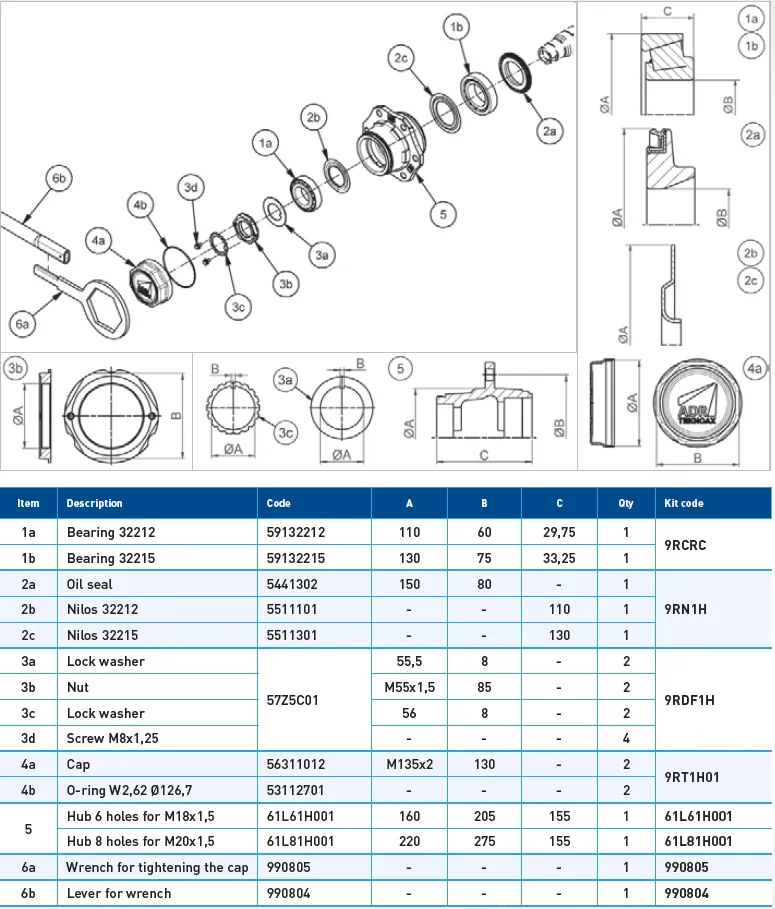 C
1a
1b
ØA
ØB
1b
2c
2a
2a
2b
1a
ØA
ØB
3d
6b
4b
5
4a
3a
3b
3c
6a
2b
2c
ØA
3b
ØA
B
B
B
3a
3c
ØA
ØA
5
ØA
ØB
C
4a
ØA
ADR
TEKNOAX
B
Item Description Code A B C Qty Kit code
1a Bearing 32212 59132212 110 60 29,75 1
9RCRC
1b Bearing 32215 59132215 130 75 33,25 1
2a Oil seal 5441302 150 80 - 1
2b Nilos 32212 5511101 - - 110 1 9RN1H
2c Nilos 32215 5511301 - - 130 1
3a Lock washer 55,5 8 - 2
3b Nut M55x1,5 85 - 2
57Z5C01 9RDF1H
3c Lock washer 56 8 - 2
3d Screw M8x1,25 - - - 4
4a Cap 56311012 M135x2 130 - 2
9RT1H01
4b O-ring W2,62 Ø126,7 53112701 - - - 2
5
Hub 6 holes for M18x1,5 61L61H001 160 205 155 1 61L61H001
Hub 8 holes for M20x1,5 61L81H001 220 275 155 1 61L81H001
6a Wrench for tightening the cap 990805 - - - 1 990805
6b Lever for wrench 990804 - - - 1 990804